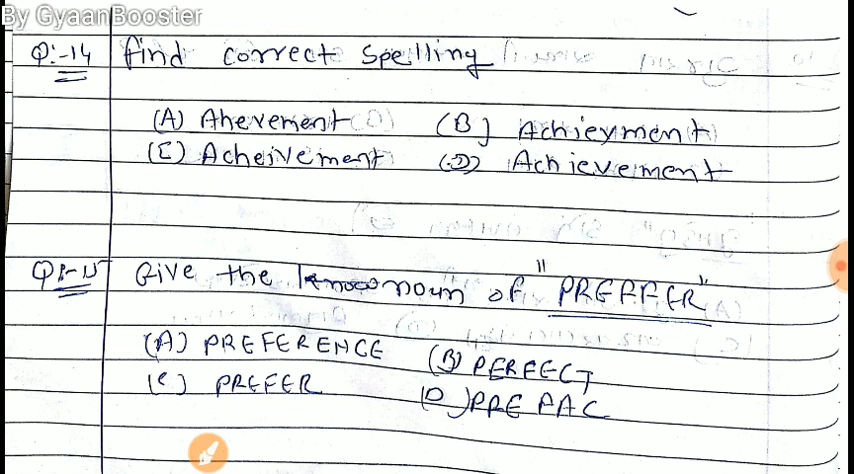 By GyaanBooster
Q:-14 find correct spelling
(A) Ahevement (B) Achieyment
(C) Acheivement (D) Achievement
Q:-15 Give the noun of "PREFFER"
(A) PREFERENCE (B) PERFECT
(C) PREFER (D) PREFAC